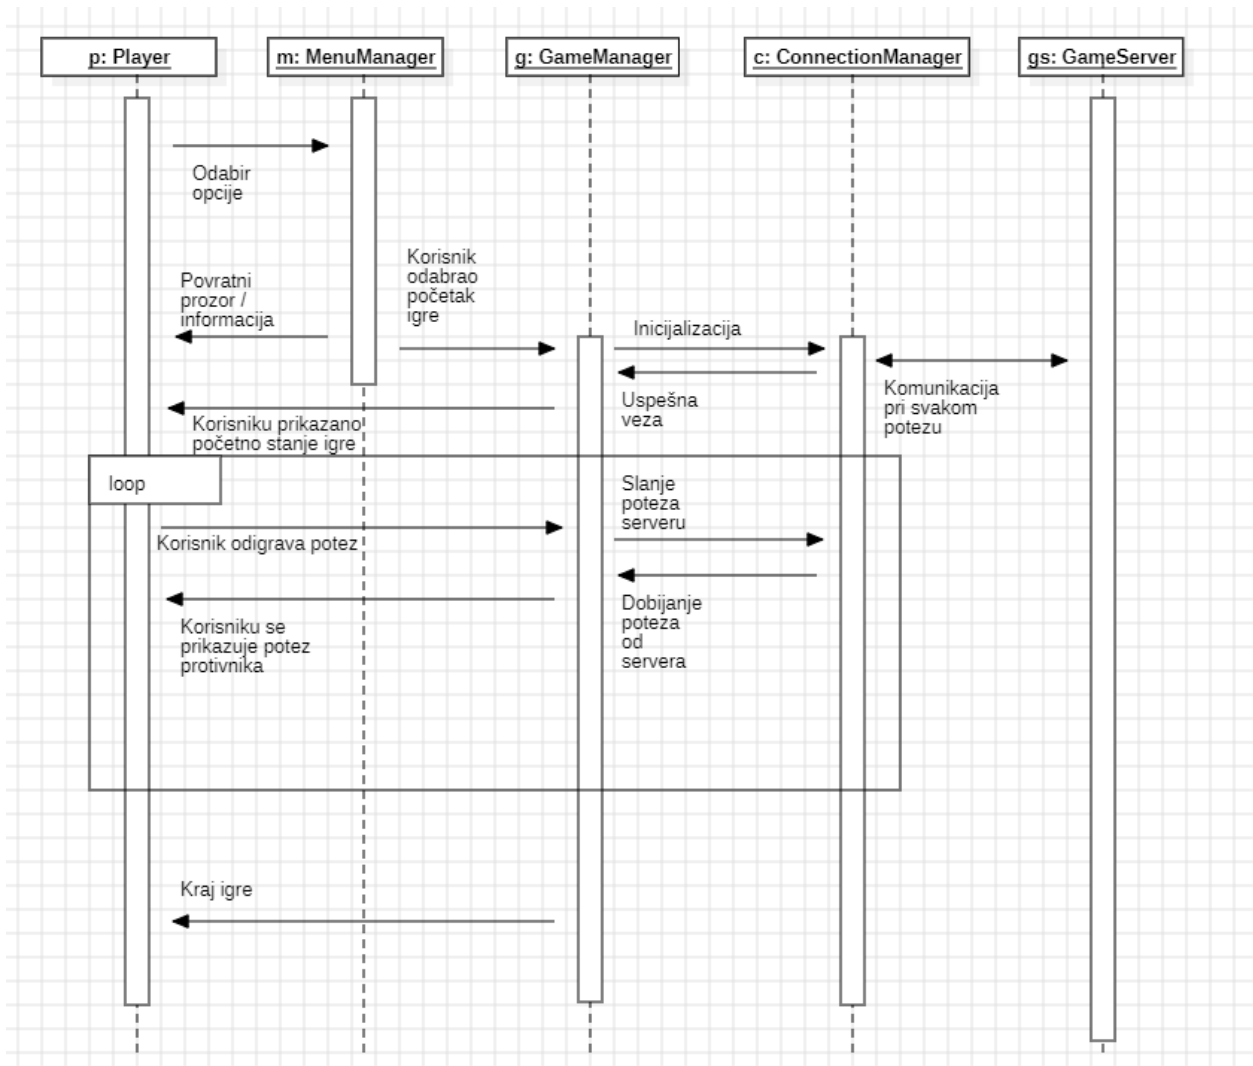 p: Player
m: MenuManager
g: GameManager
c: ConnectionManager
gs: GameServer
Odabir
opcije
Korisnik
odabrao
početak
igre
Povratni
prozor /
informacija
Inicijalizacija
Uspešna
veza
Komunikacija
pri svakom
potezu
Korisniku prikazano
početno stanje igre
loop
Slanje
poteza
serveru
Korisnik odigrava potez
Dobijanje
poteza
od
servera
Korisniku se
prikazuje potez
protivnika
Kraj igre